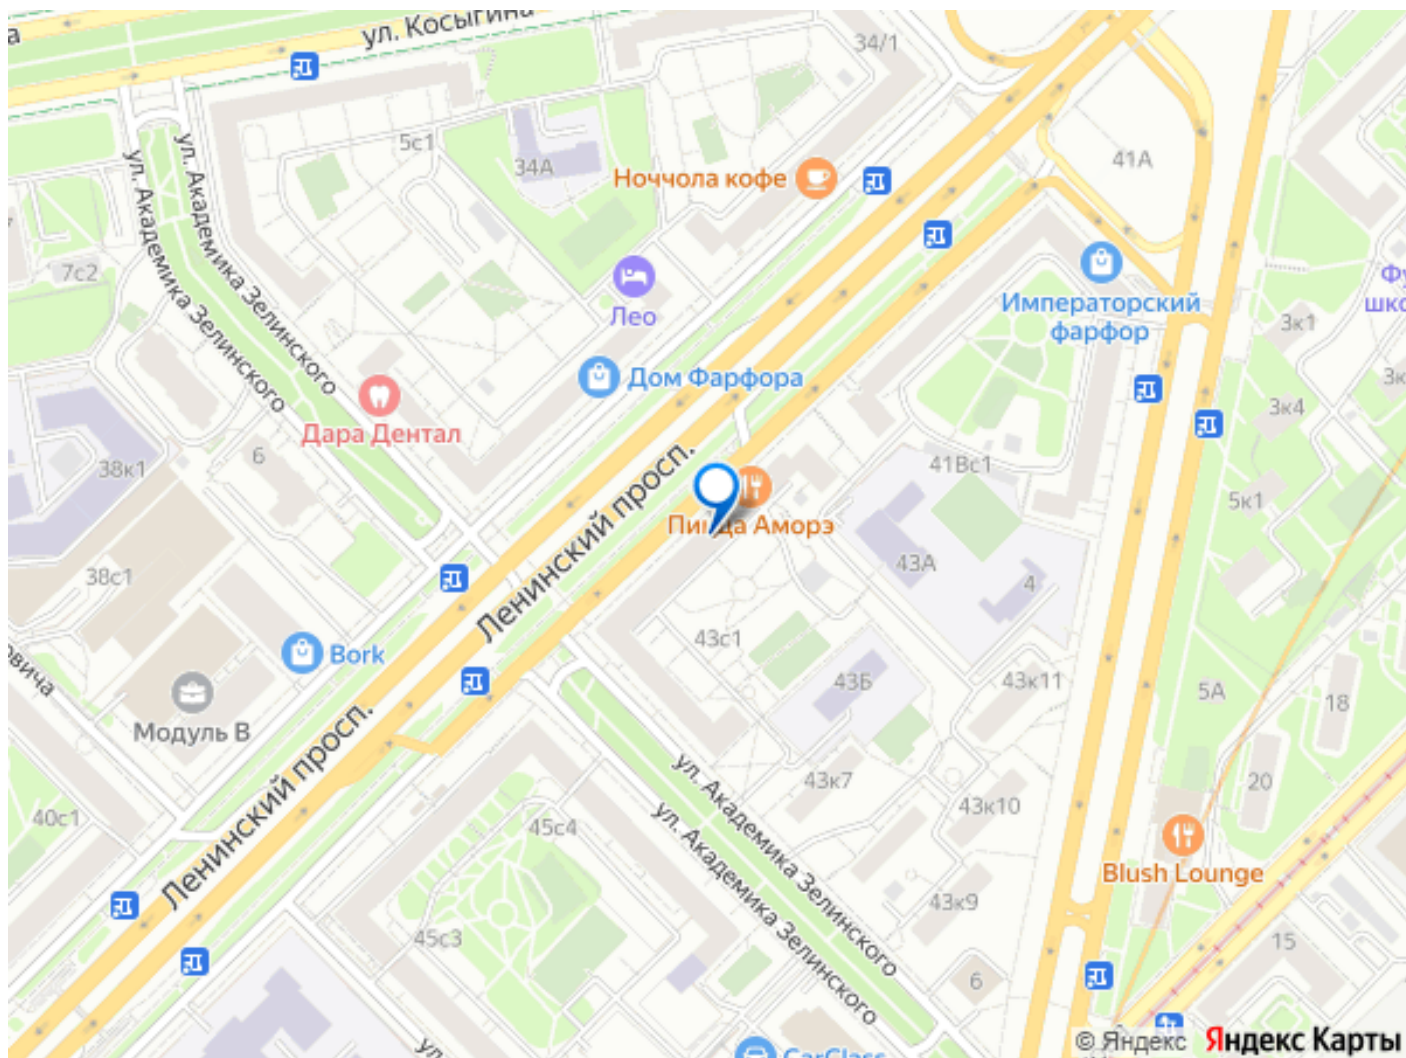 ул. Косыгина
34/1
5с1
34А
41А
ул. Академика Зелинского
ул. Академика Зелинского
Ноччола кофе
7с2
Лео
Императорский
фарфор
3к1
Дом Фарфора
3к4
Дара Дентал
6
38к1
Ленинский просп.
41Вс1
5к1
Пицца Аморэ
38с1
43А
4
43с1
Bork
43Б
43к11
5А
18
Модуль В
Ленинский просп.
ул. Академика Зелинского
ул. Академика Зелинского
43к7
43к10
20
40с1
45с4
Blush Lounge
43к9
45с3
15
6
CarClass
© Яндекс Яндекс Карты